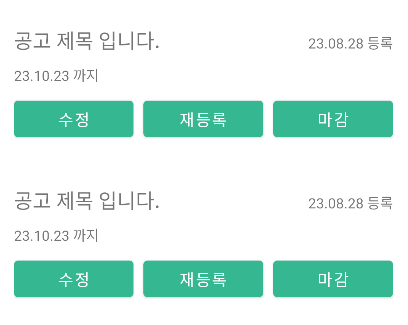 공고 제목 입니다. 23.08.28 등록
23.10.23 까지
수정 재등록 마감
공고 제목 입니다. 23.08.28 등록
23.10.23 까지
수정 재등록 마감